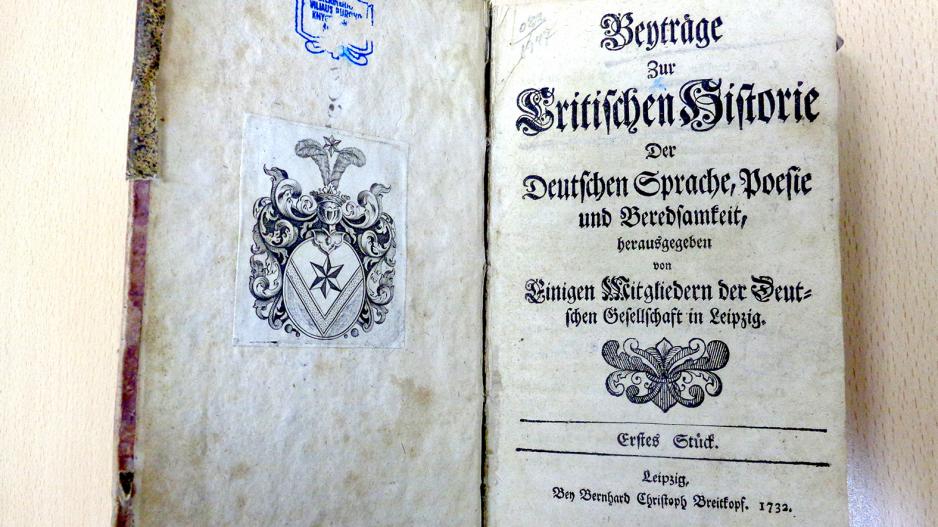 Beyträge
Zur
Critischen Historie
Der
Deutschen Sprache, Poesie
und Beredsamkeit,
herausgegeben
von
Einigen Mitgliedern der Deut-
schen Gesellschaft in Leipzig.
Erstes Stück.
Leipzig,
Bey Bernhard Christoph Breitkopf. 1732.